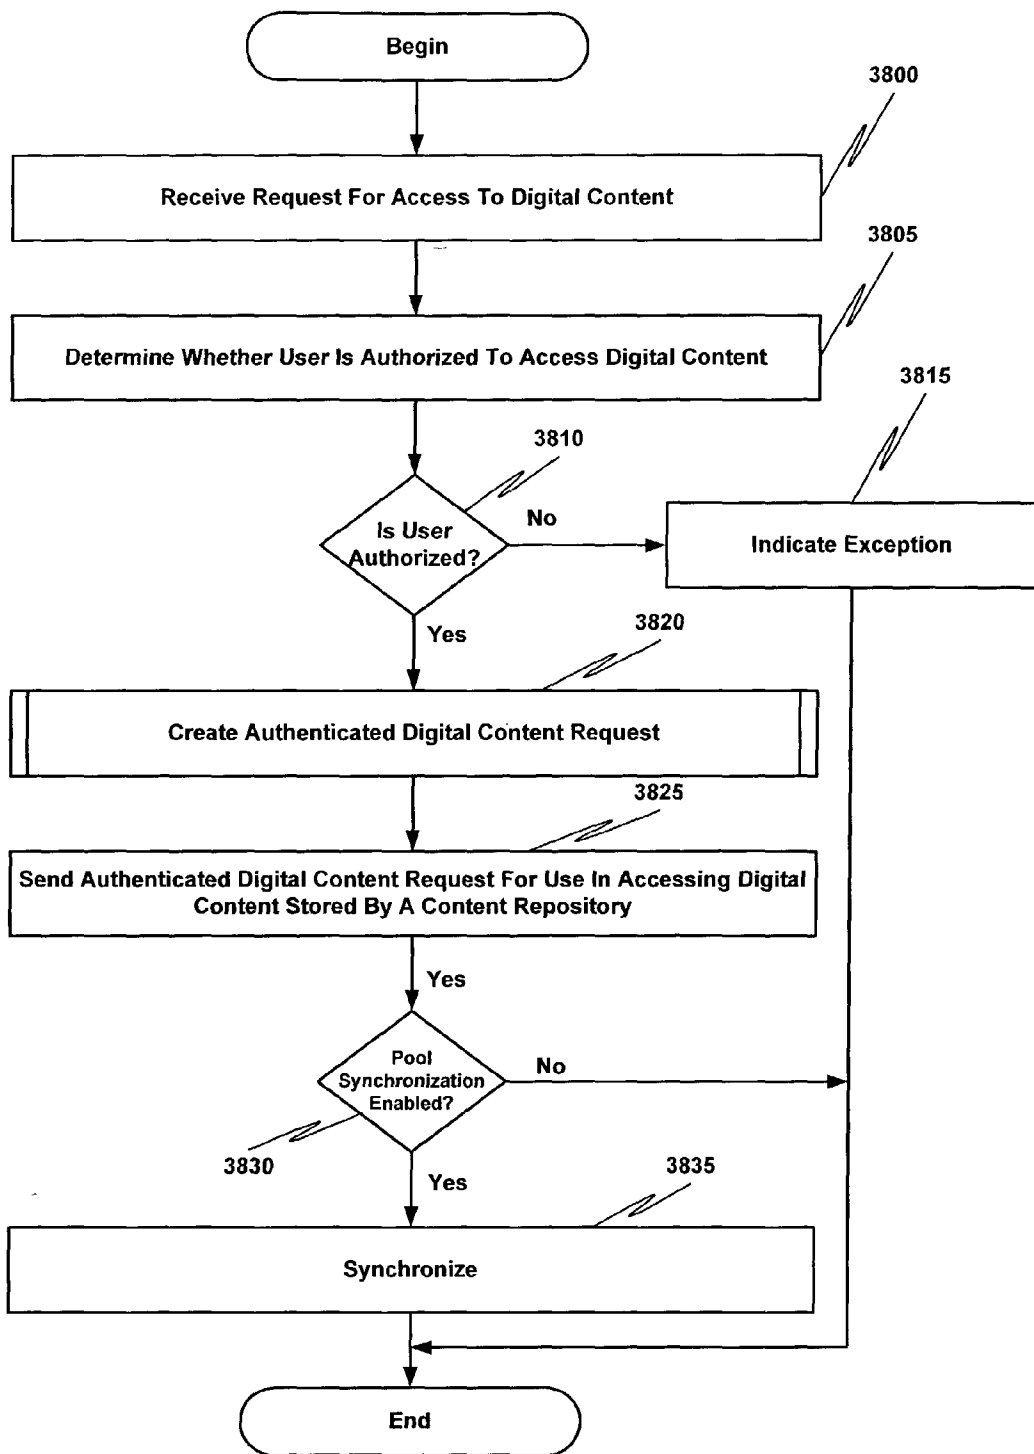 Begin
3800
Receive Request For Access To Digital Content
3805
Determine Whether User Is Authorized To Access Digital Content
3815
3810
Is User
Authorized?
No
Indicate Exception
Yes
3820
Create Authenticated Digital Content Request
3825
Send Authenticated Digital Content Request For Use In Accessing Digital
Content Stored By A Content Repository
Yes
Pool
Synchronization
Enabled?
No
3830
Yes
3835
Synchronize
End